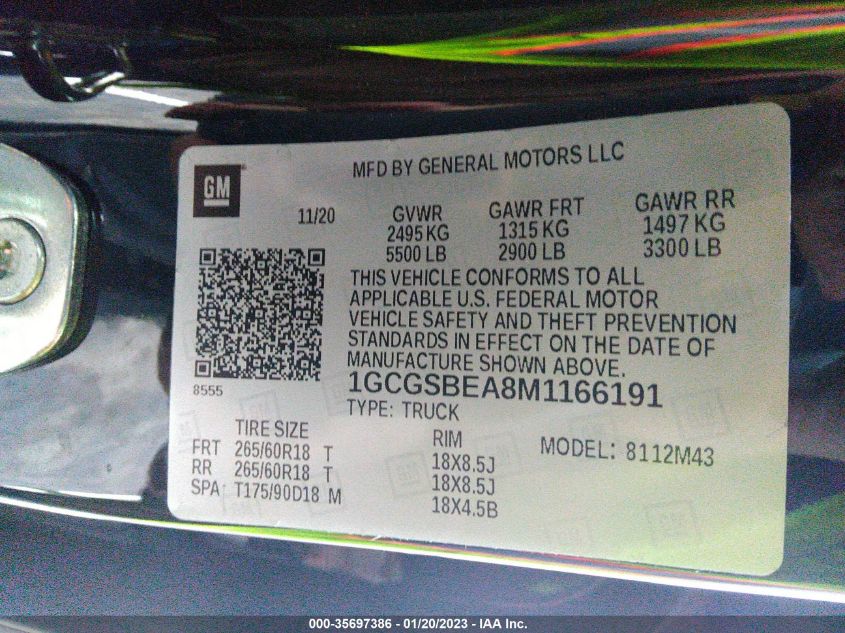 MFD BY GENERAL MOTORS LLC
GM
11/20
GVWR
2495 KG
5500 LB
GAWR FRT
1315 KG
2900 LB
GAWR RR
1497 KG
3300 LB
THIS VEHICLE CONFORMS TO ALL
APPLICABLE U.S. FEDERAL MOTOR
VEHICLE SAFETY AND THEFT PREVENTION
STANDARDS IN EFFECT ON THE DATE OF
MANUFACTURE SHOWN ABOVE.
8555
1GCGSBEA8M1166191
TYPE: TRUCK
TIRE SIZE
RIM
MODEL: 8112M43
FRT 265/60R18 T 18X8.5J
RR 265/60R18 T 18X8.5J
SPA: T175/90D18 M 18X4.5B
000-35697386 - 01/20/2023 - IAA Inc.